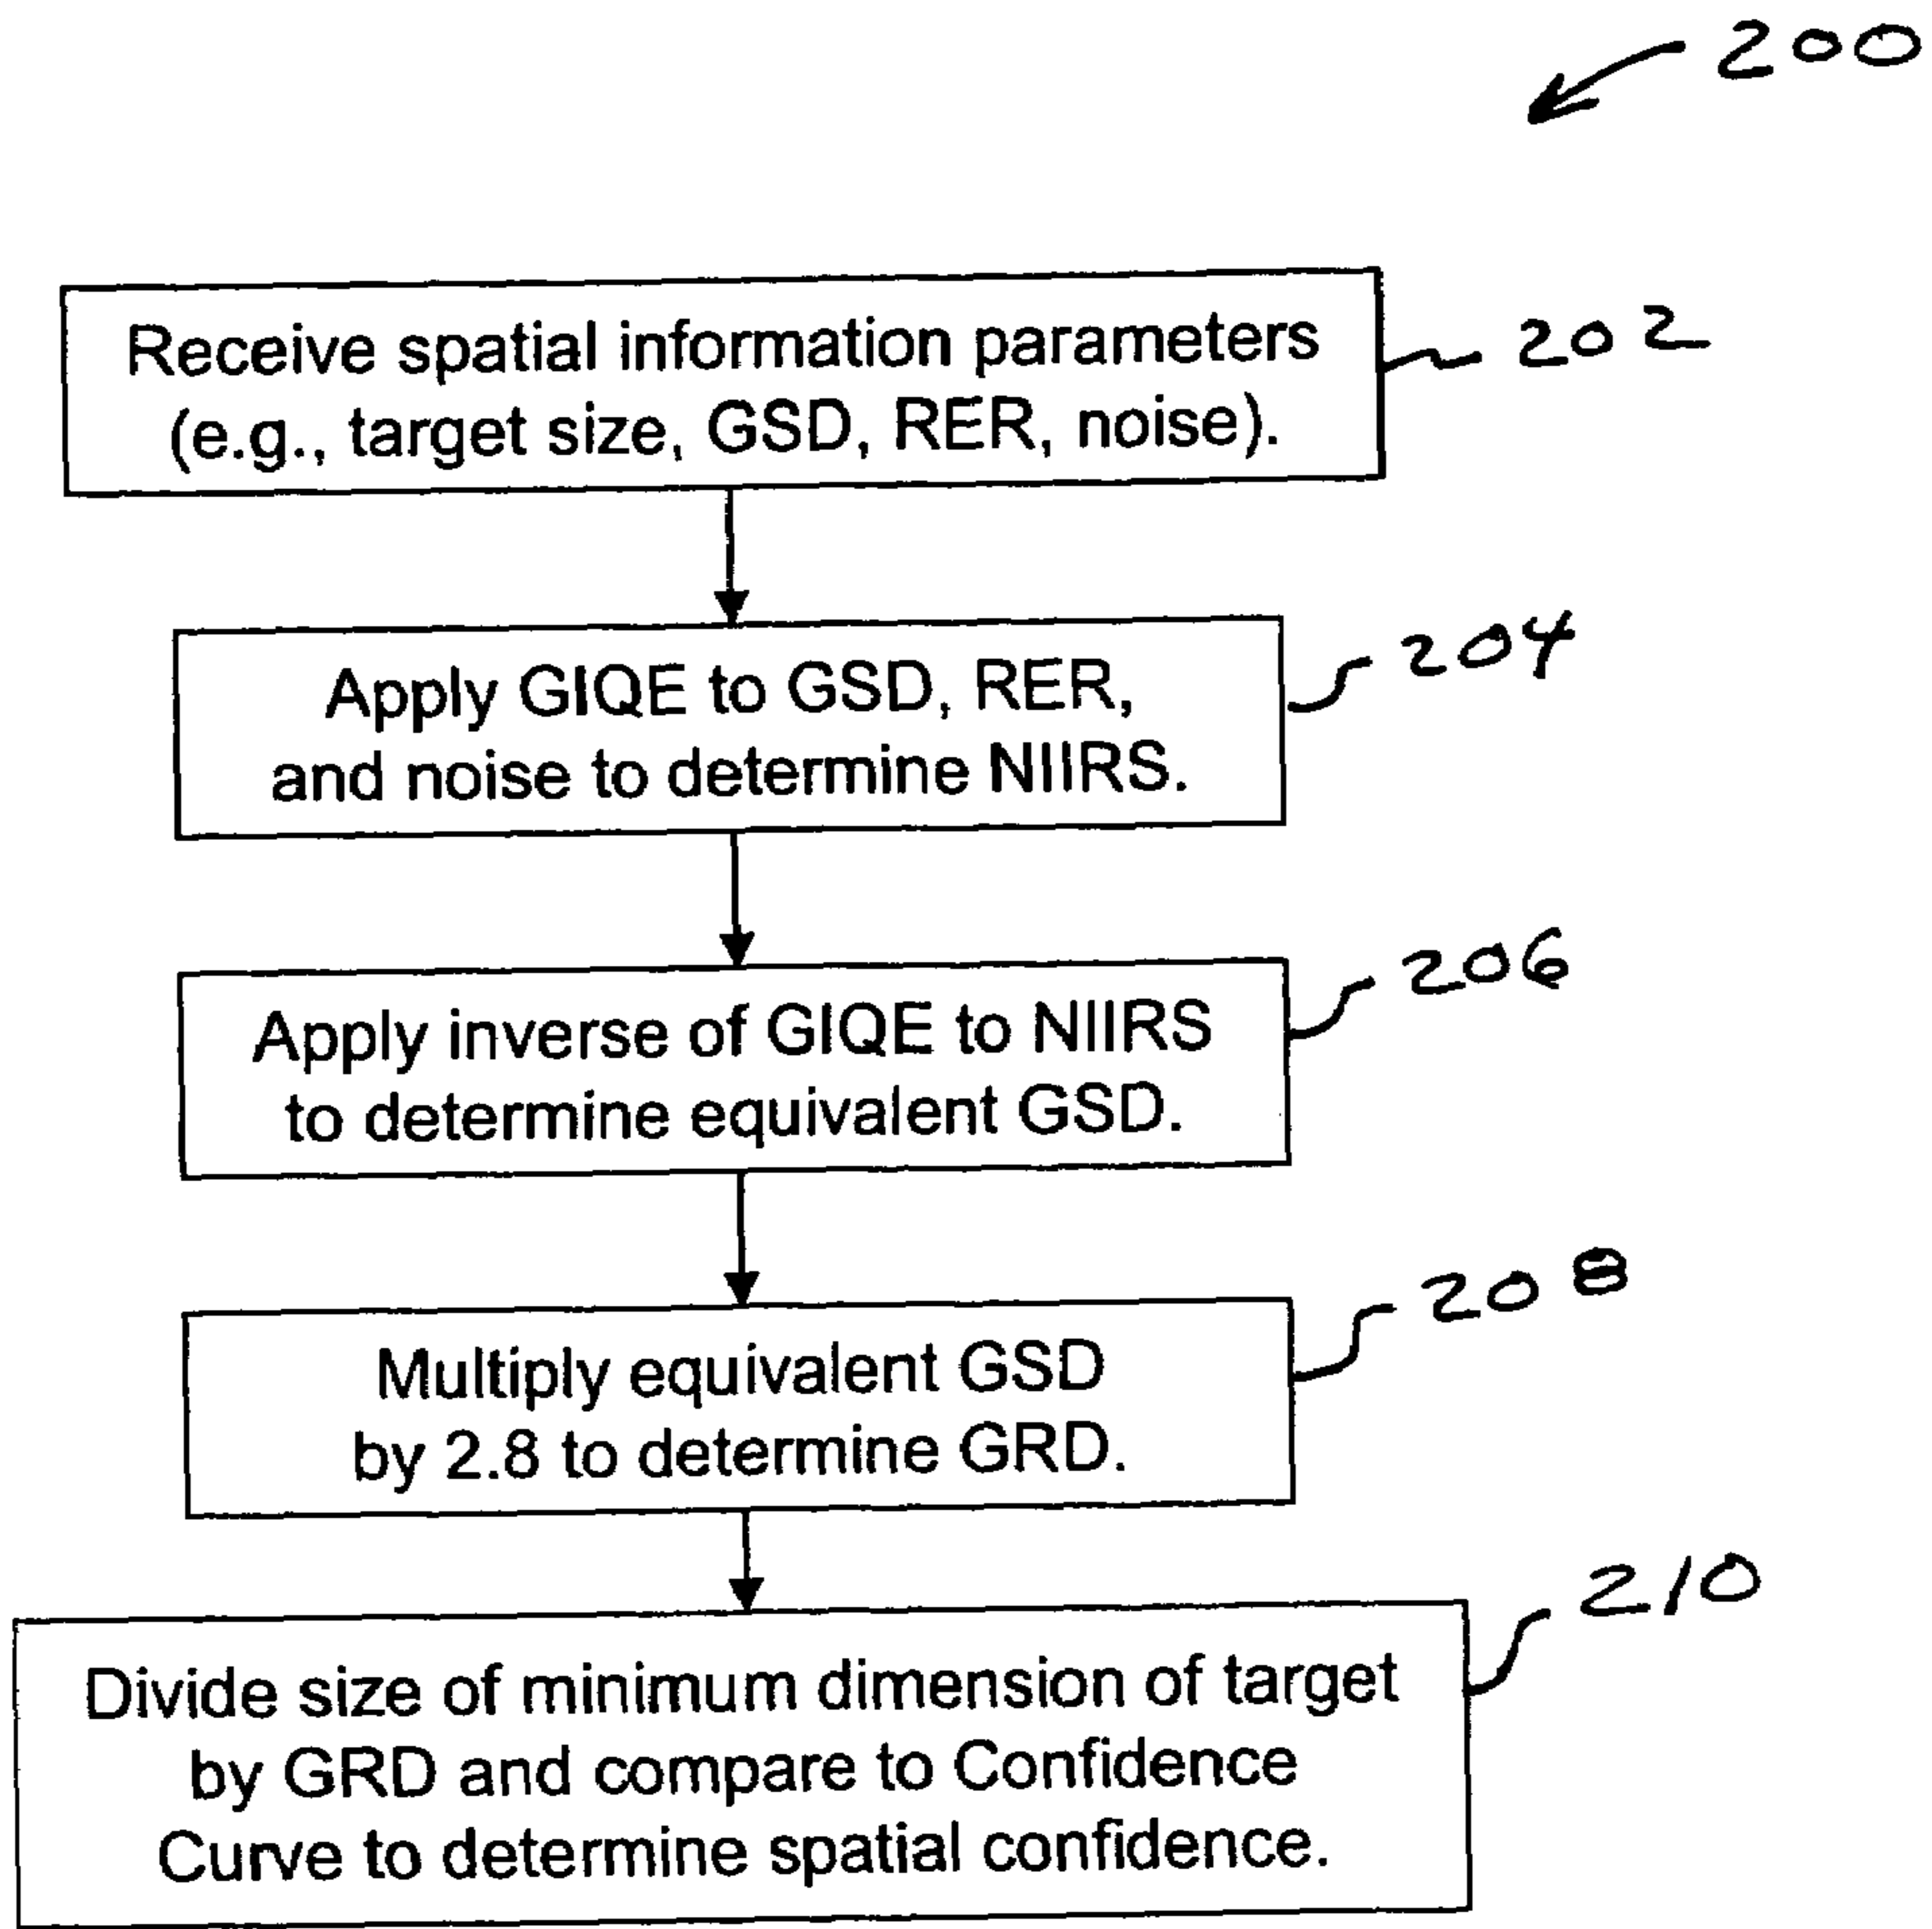 200
Receive spatial information parameters
(e.g., target size, GSD, RER, noise).
202
Apply GIQE to GSD, RER,
and noise to determine NIIRS.
204
Apply inverse of GIQE to NIIRS
to determine equivalent GSD.
206
Multiply equivalent GSD
by 2.8 to determine GRD.
208
Divide size of minimum dimension of target
by GRD and compare to Confidence
Curve to determine spatial confidence.
210